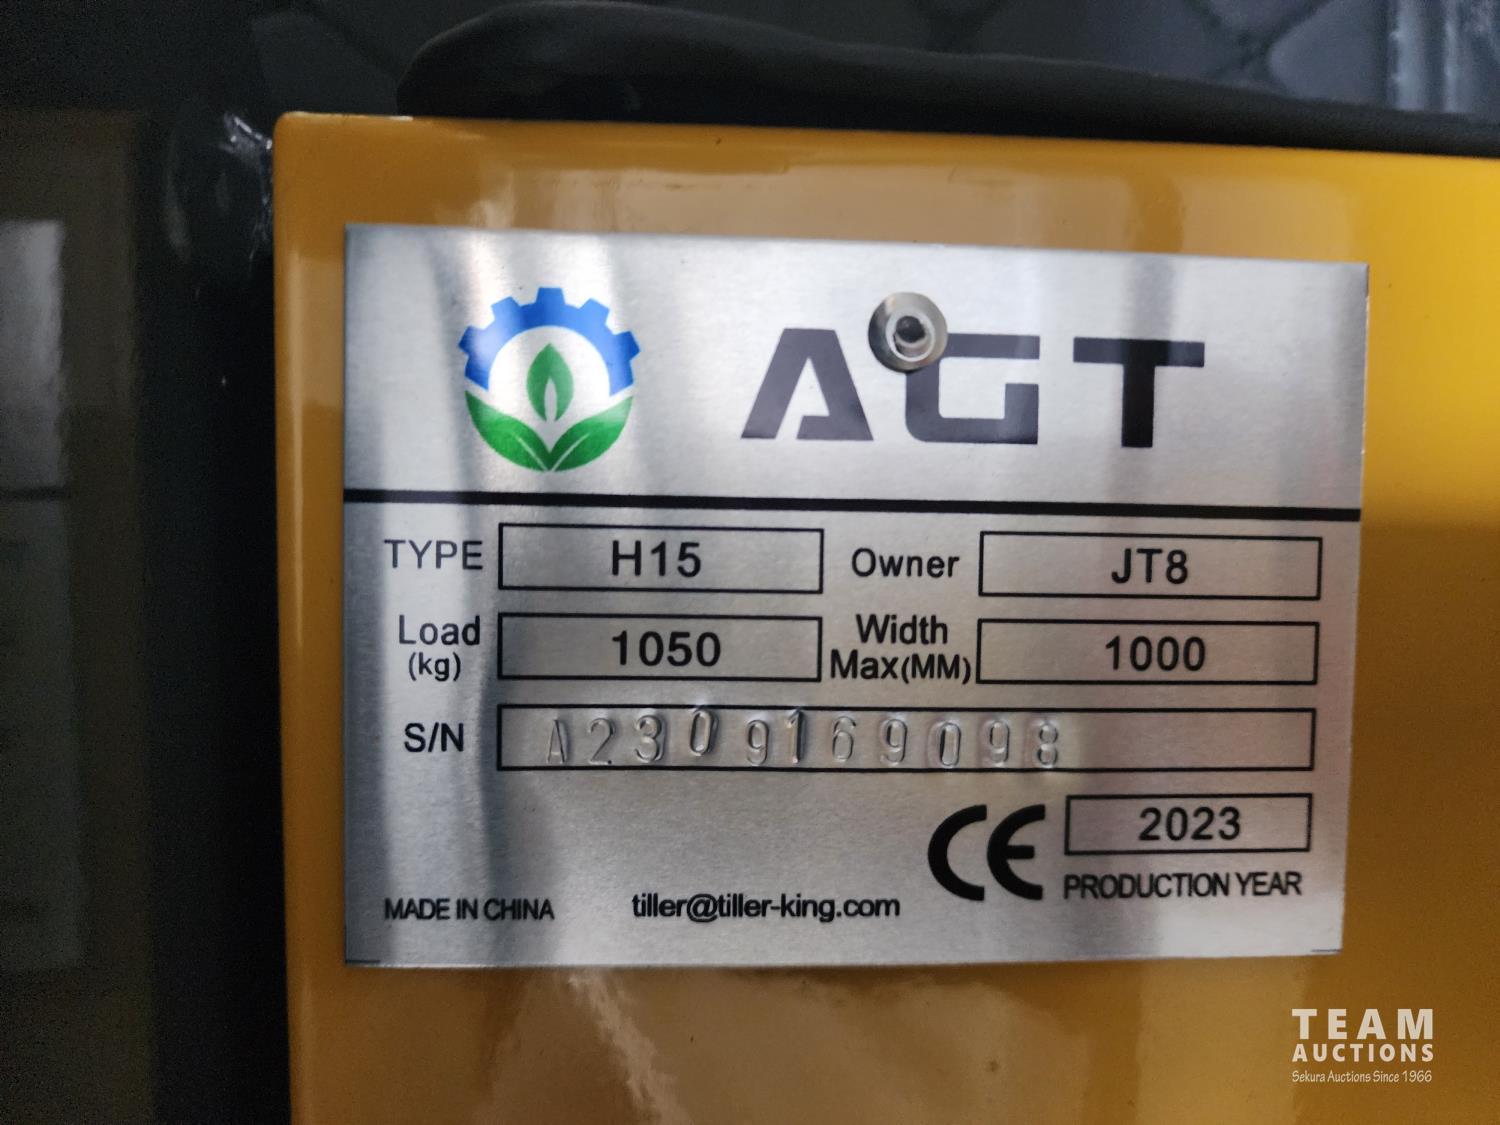 AGT
TYPE H15 Owner JT8
Load (kg) 1050 Width Max(MM) 1000
S/N A2309169098
CE 2023
PRODUCTION YEAR
MADE IN CHINA tiller@tiller-king.com
TEAM
AUCTIONS
Sekura Auctions Since 1966